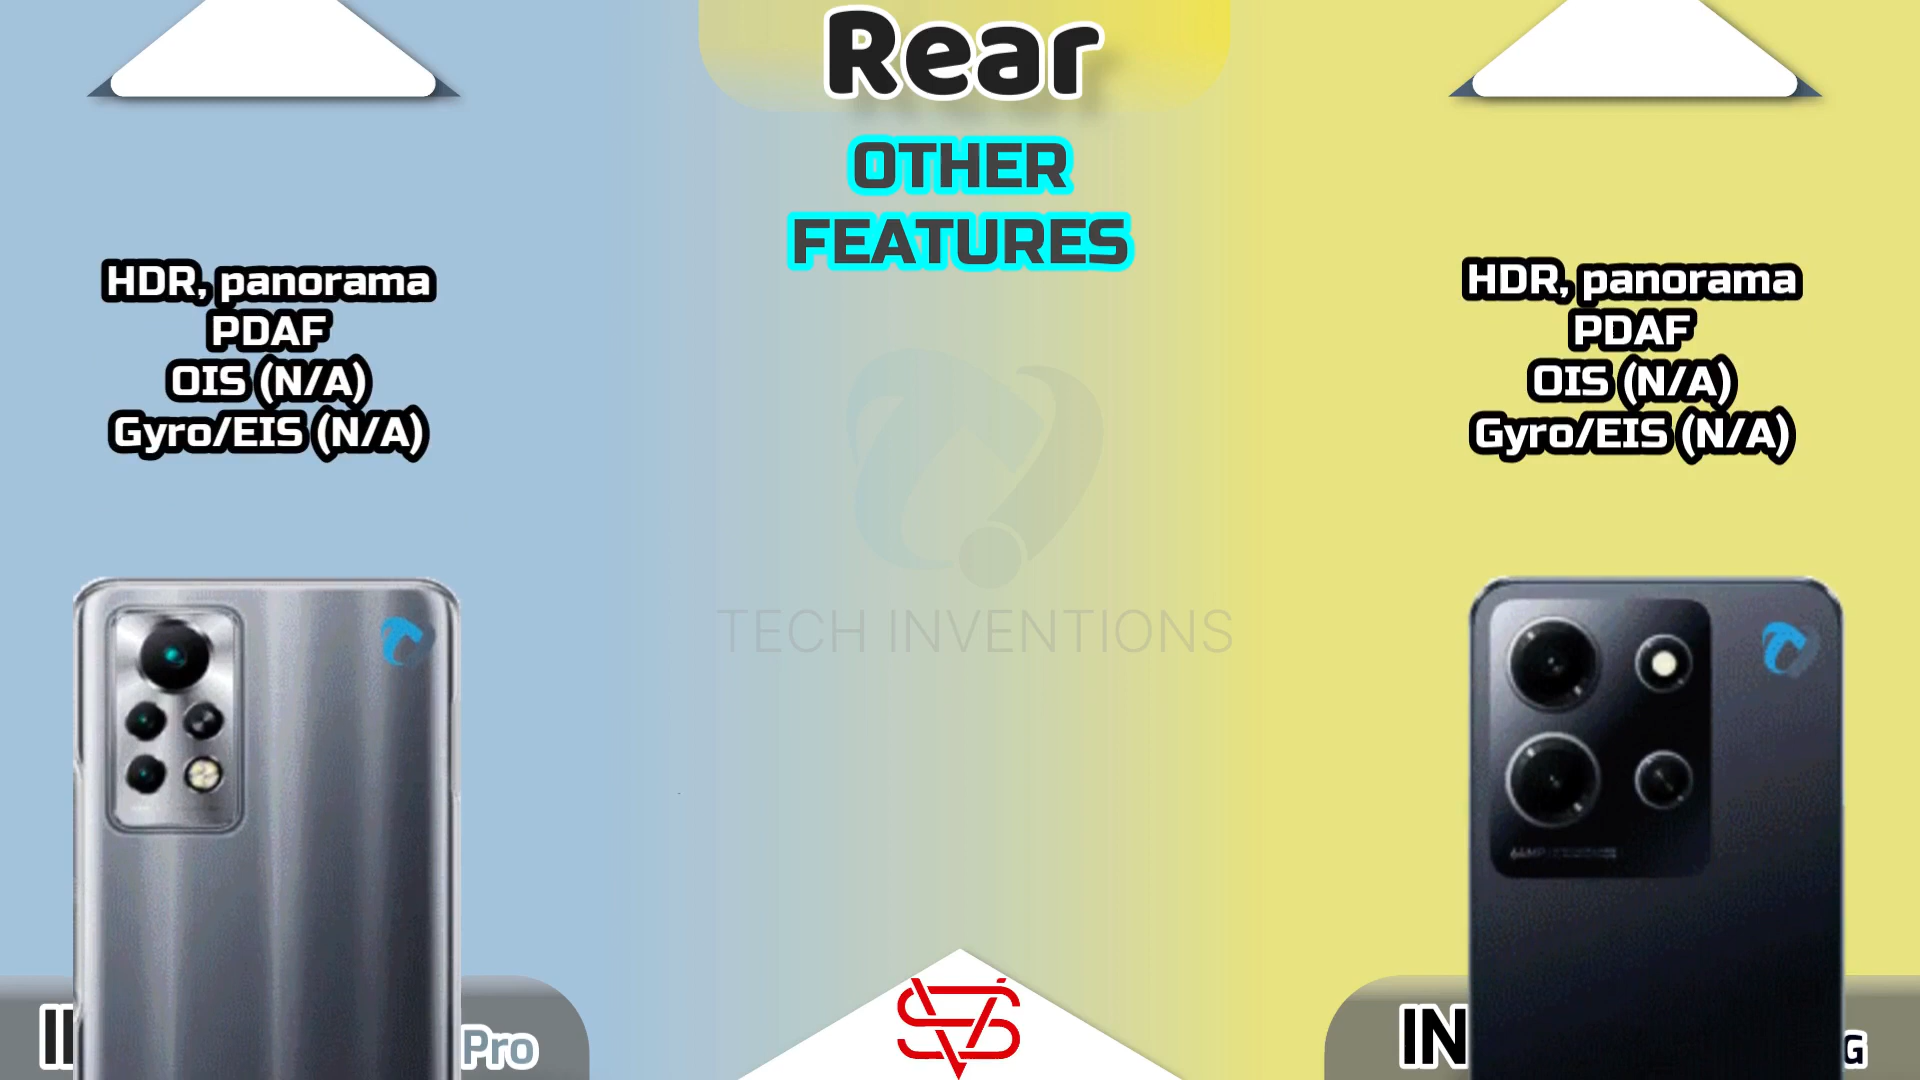 Rear
OTHER
FEATURES
HDR, panorama
PDAF
OIS (N/A)
Gyro/EIS (N/A)
HDR, panorama
PDAF
OIS (N/A)
Gyro/EIS (N/A)
TECH INVENTIONS
Pro
IN
G
VS